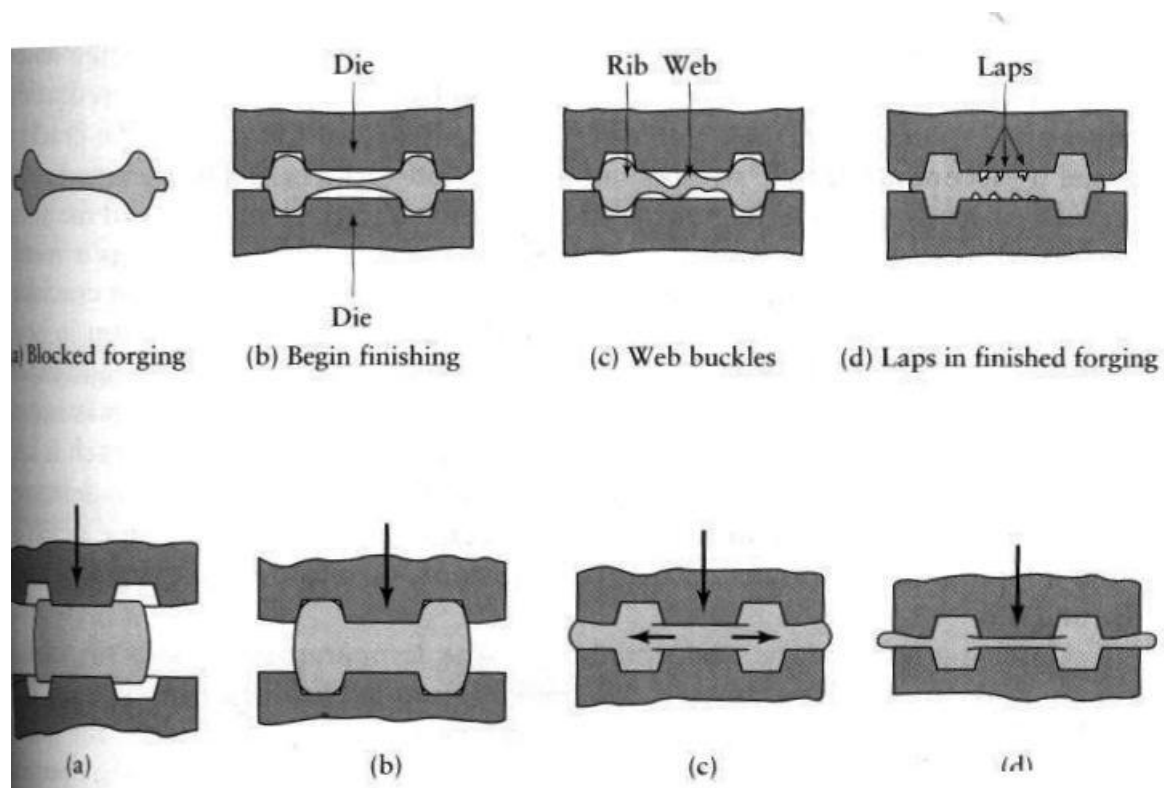 Die
Rib Web
Laps
Die
a) Blocked forging
(b) Begin finishing
(c) Web buckles
(d) Laps in finished forging
(a)
(b)
(c)
(d)